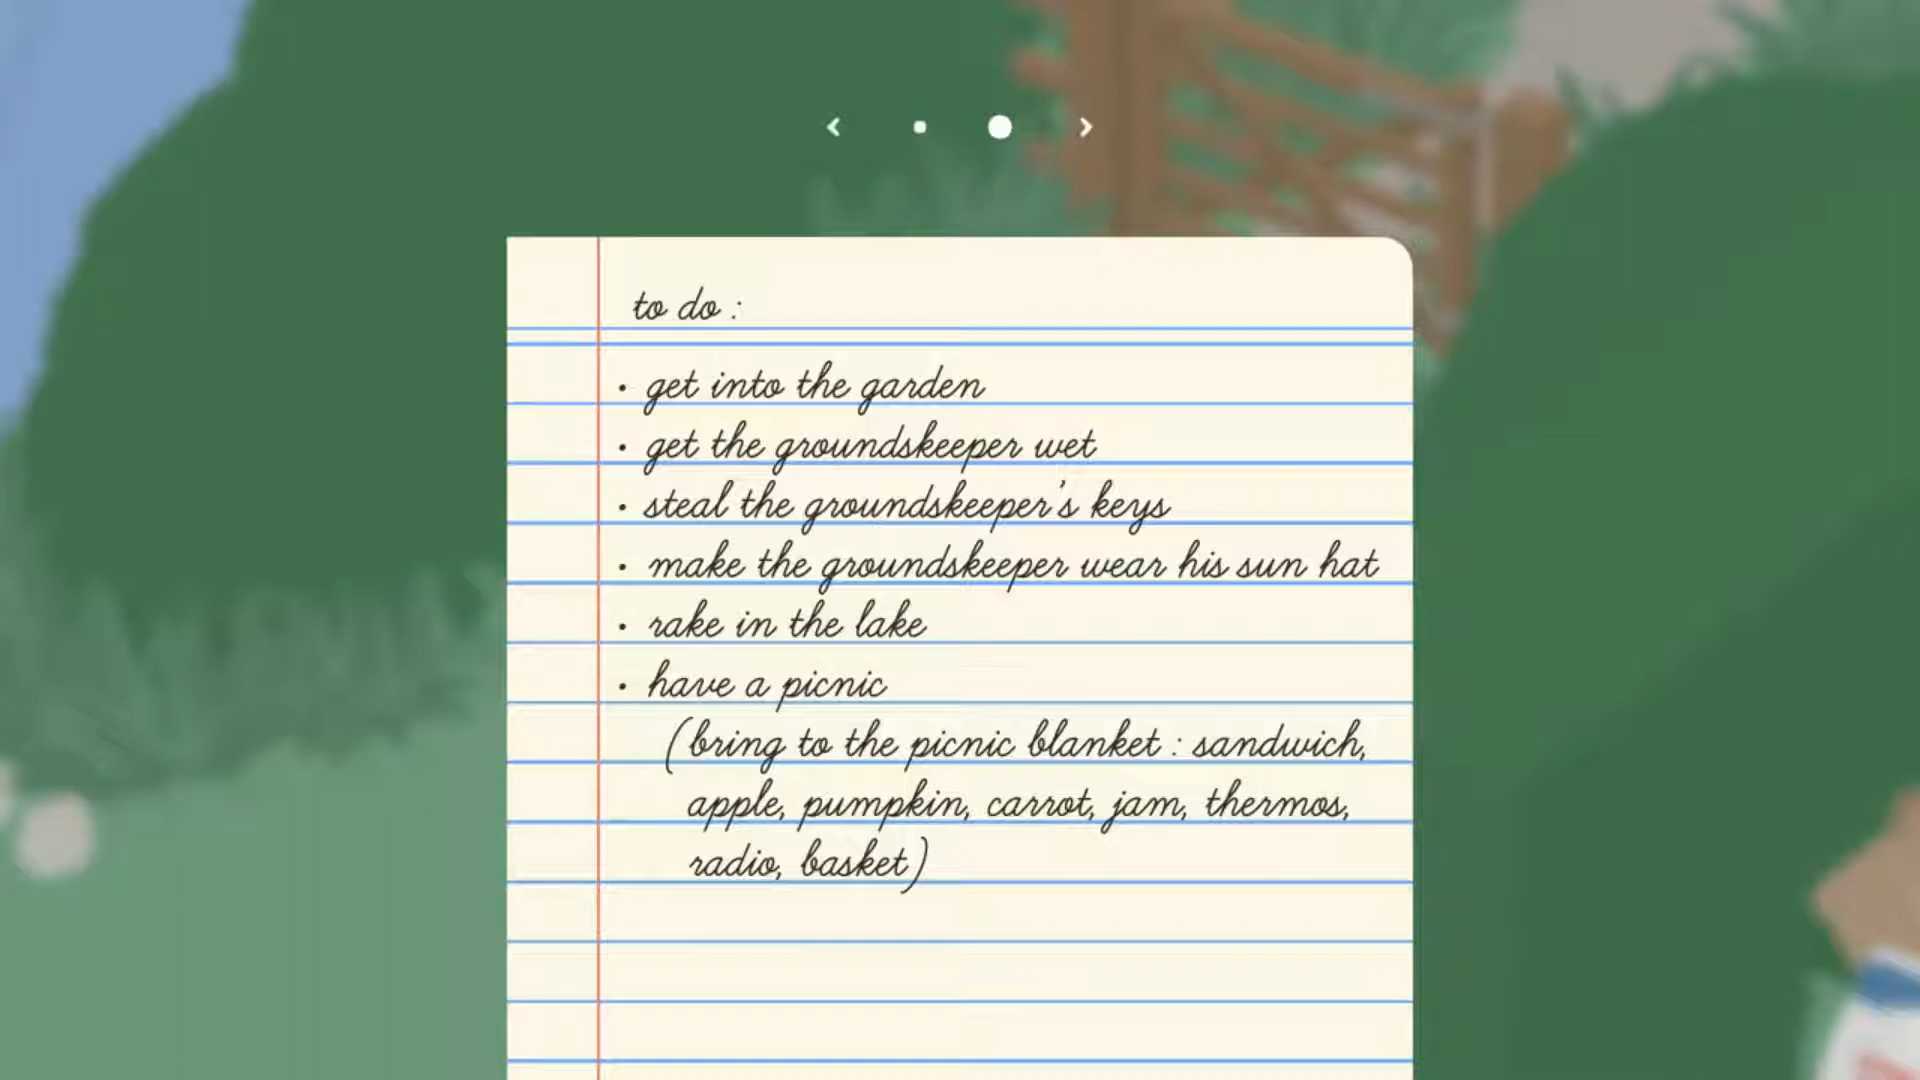 to do :
• get into the garden
• get the groundskeeper wet
• steal the groundskeeper's keys
• make the groundskeeper wear his sun hat
• rake in the lake
• have a picnic
(bring to the picnic blanket : sandwich,
apple, pumpkin, carrot, jam, thermos,
radio, basket)